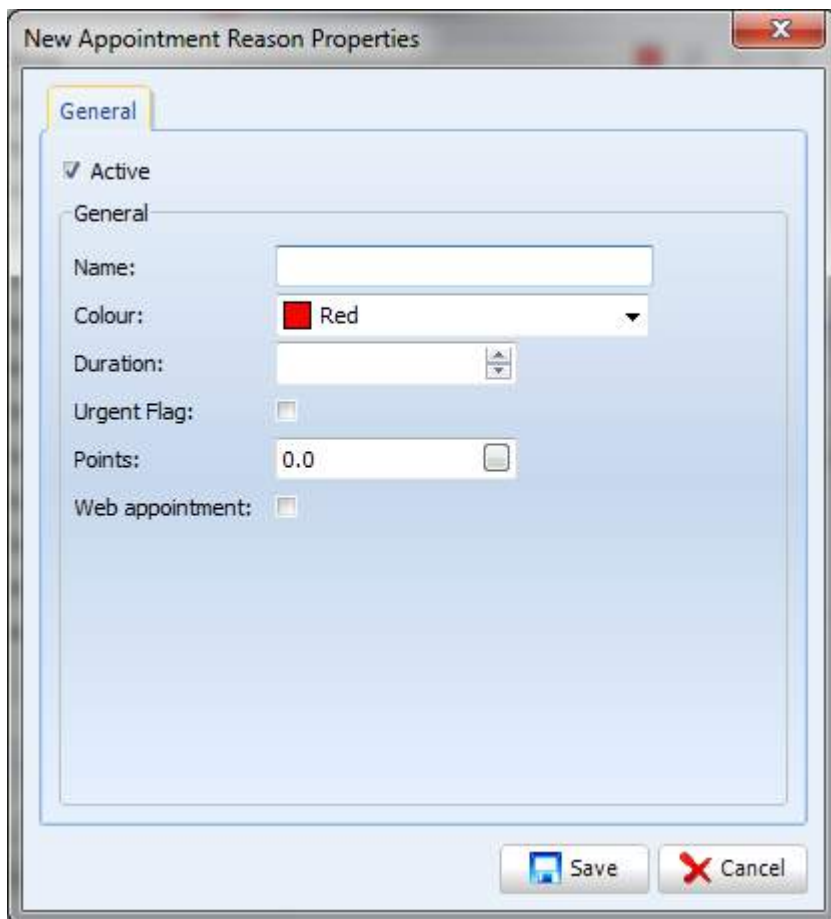 New Appointment Reason Properties
General
Active
General
Name:
Colour: Red
Duration:
Urgent Flag:
Points: 0.0
Web appointment:
Save Cancel